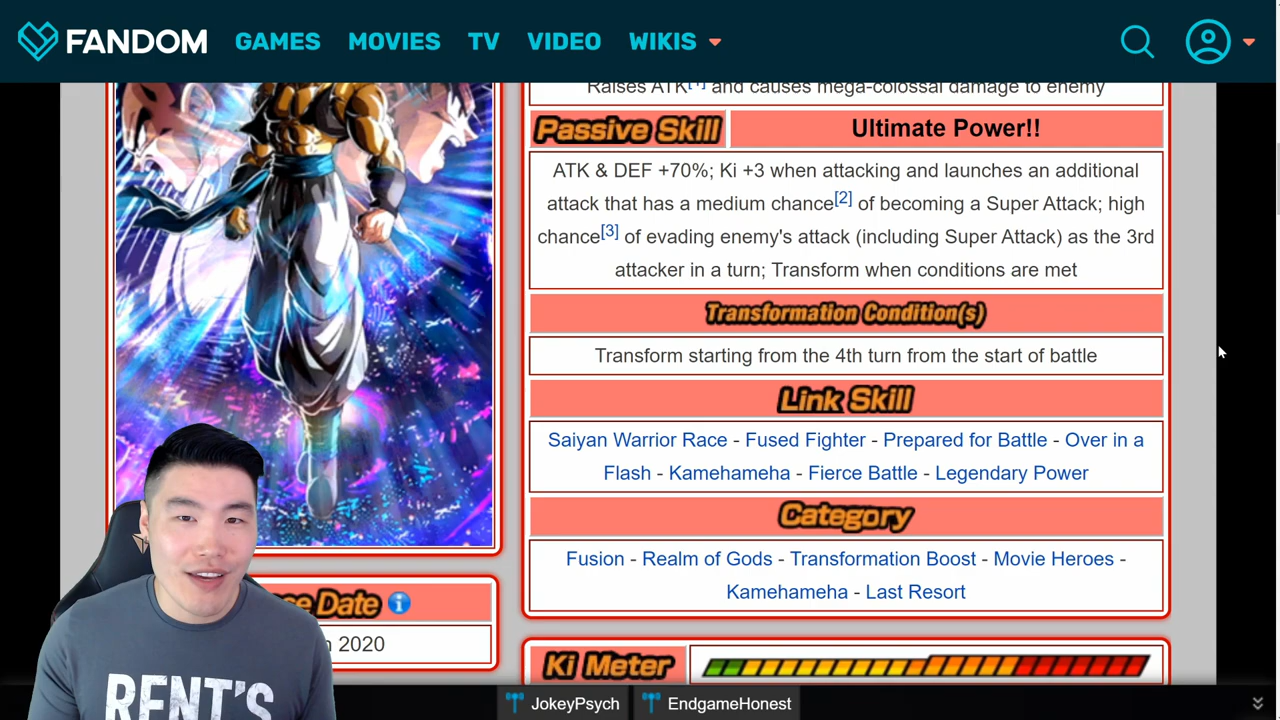 FANDOM GAMES MOVIES TV VIDEO WIKIS
Raises ATK[1] and causes mega-colossal damage to enemy
Passive Skill Ultimate Power!!
ATK & DEF +70%; Ki +3 when attacking and launches an additional
attack that has a medium chance[2] of becoming a Super Attack; high
chance[3] of evading enemy's attack (including Super Attack) as the 3rd
attacker in a turn; Transform when conditions are met
Transformation Condition(s)
Transform starting from the 4th turn from the start of battle
Link Skill
Saiyan Warrior Race - Fused Fighter - Prepared for Battle - Over in a
Flash - Kamehameha - Fierce Battle - Legendary Power
Category
Fusion - Realm of Gods - Transformation Boost - Movie Heroes -
Kamehameha - Last Resort
Date
2020
Ki Meter
RENT'S
JokeyPsych EndgameHonest